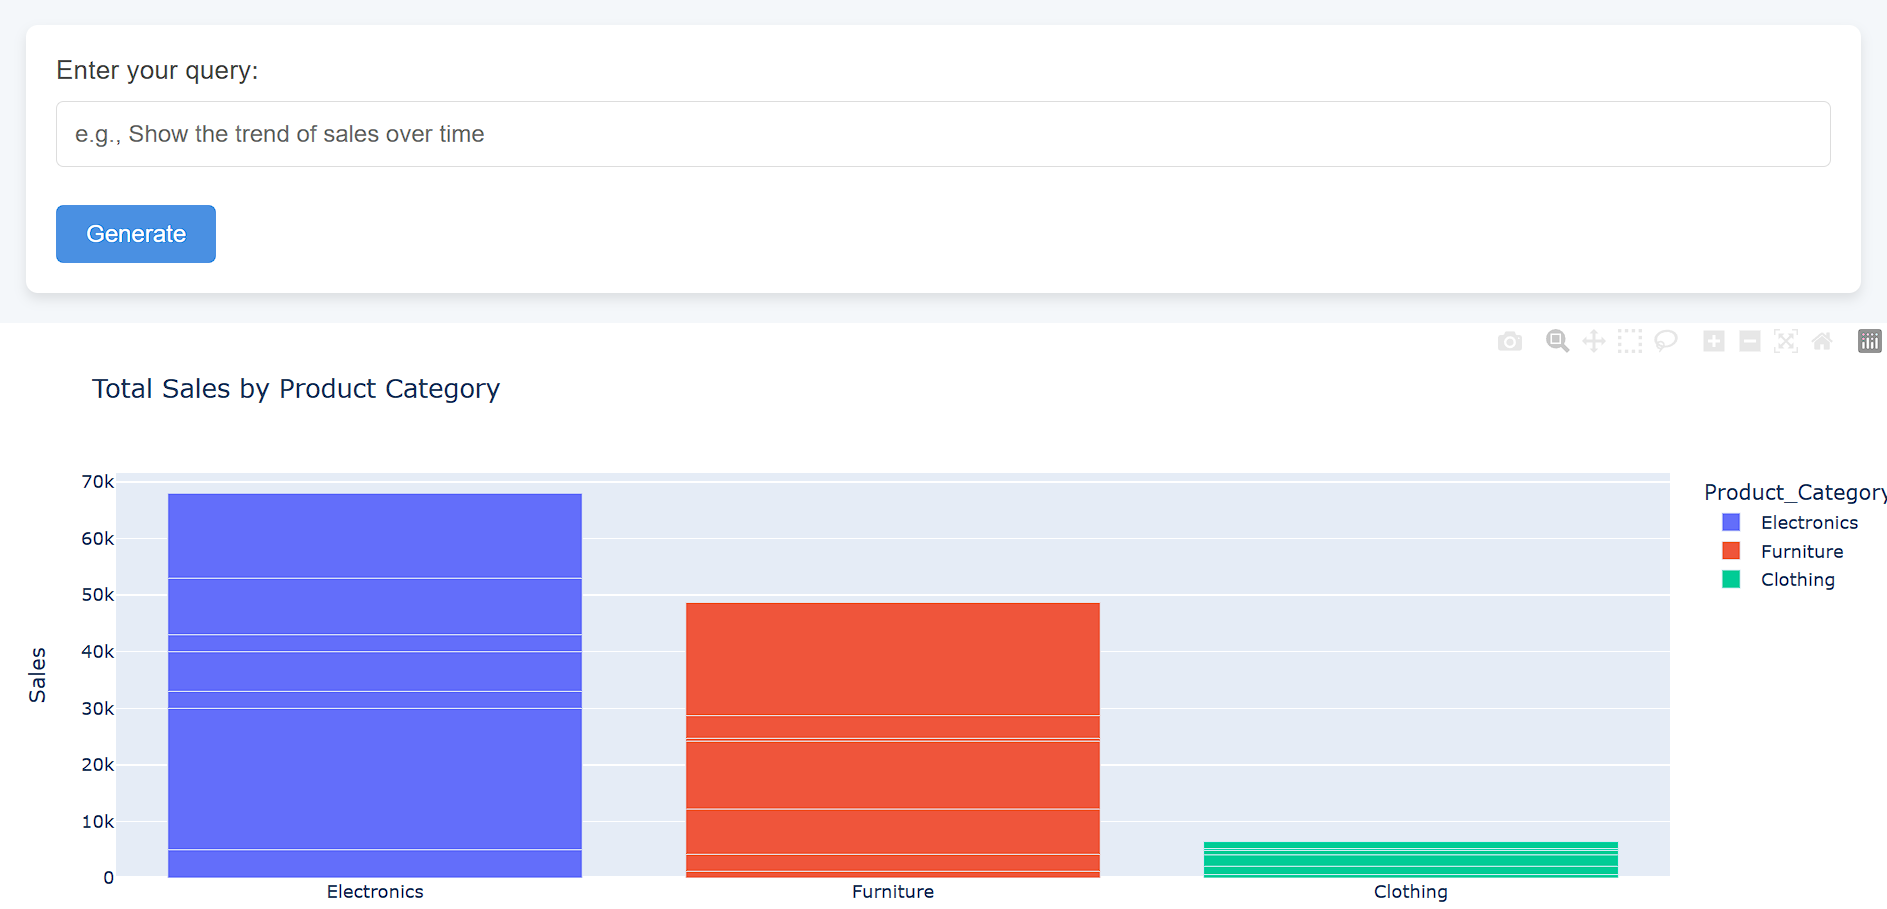 Enter your query:
e.g., Show the trend of sales over time
Generate
Total Sales by Product Category
70k
60k
50k
40k
30k
20k
10k
0
Sales
Electronics
Furniture
Clothing
Product_Category
Electronics
Furniture
Clothing